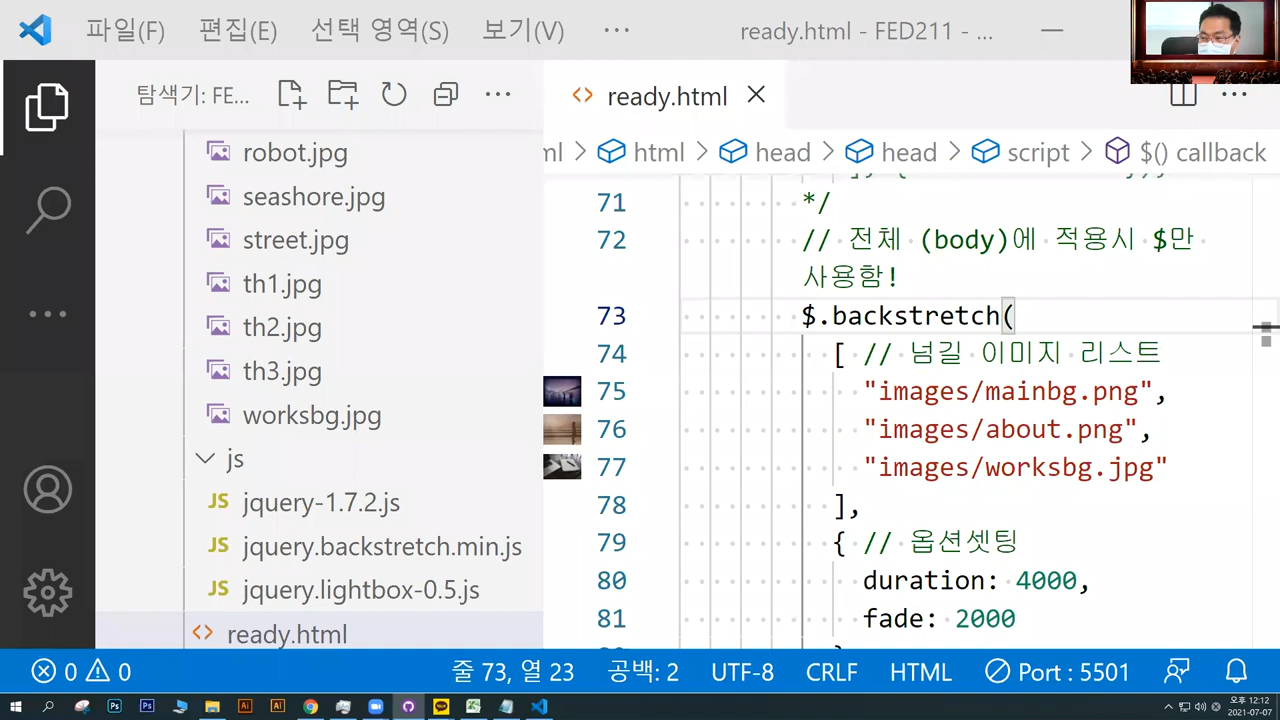 파일(F) 편집(E) 선택 영역(S) 보기(V) ··· ready.html - FED211 - ...
탐색기: FE...
robot.jpg
seashore.jpg
street.jpg
th1.jpg
th2.jpg
th3.jpg
worksbg.jpg
js
JS jquery-1.7.2.js
JS jquery.backstretch.min.js
JS jquery.lightbox-0.5.js
<> ready.html
<> ready.html
ml > html > head > head > script > $() callback
71 */
72 // 전체 (body)에 적용시 $만
사용함!
73 $.backstretch(
74 [ // 넘길 이미지 리스트
75 "images/mainbg.png",
76 "images/about.png",
77 "images/worksbg.jpg"
78 ],
79 { // 옵션셋팅
80 duration: 4000,
81 fade: 2000
0 0 줄 73, 열 23 공백: 2 UTF-8 CRLF HTML Port : 5501
오후 12:12
2021-07-07